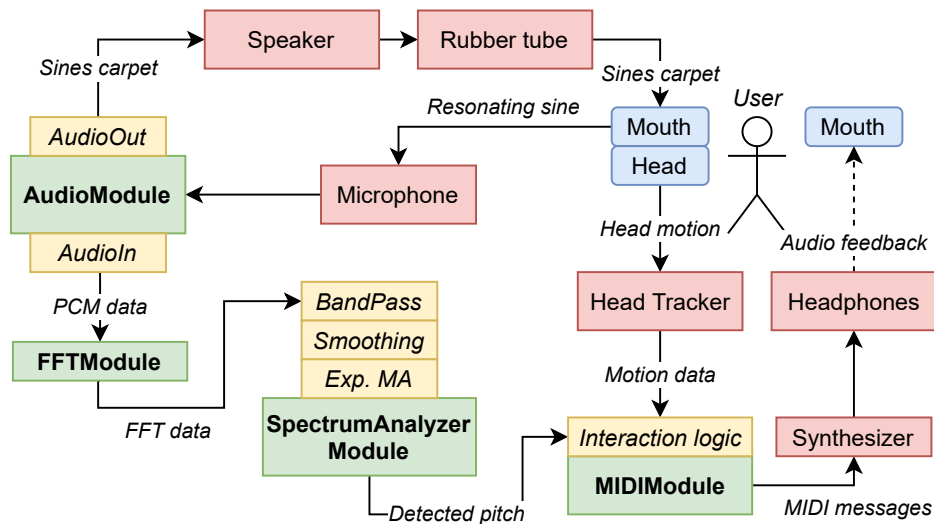 Speaker
Rubber tube
Sines carpet
Sines carpet
Resonating sine
User
AudioOut
Mouth
Mouth
Head
AudioModule
Microphone
AudioIn
Head motion
Audio feedback
PCM data
BandPass
Head Tracker
Headphones
FFTModule
Smoothing
Exp. MA
Motion data
FFT data
SpectrumAnalyzer
Module
Interaction logic
Synthesizer
MIDIModule
Detected pitch
MIDI messages